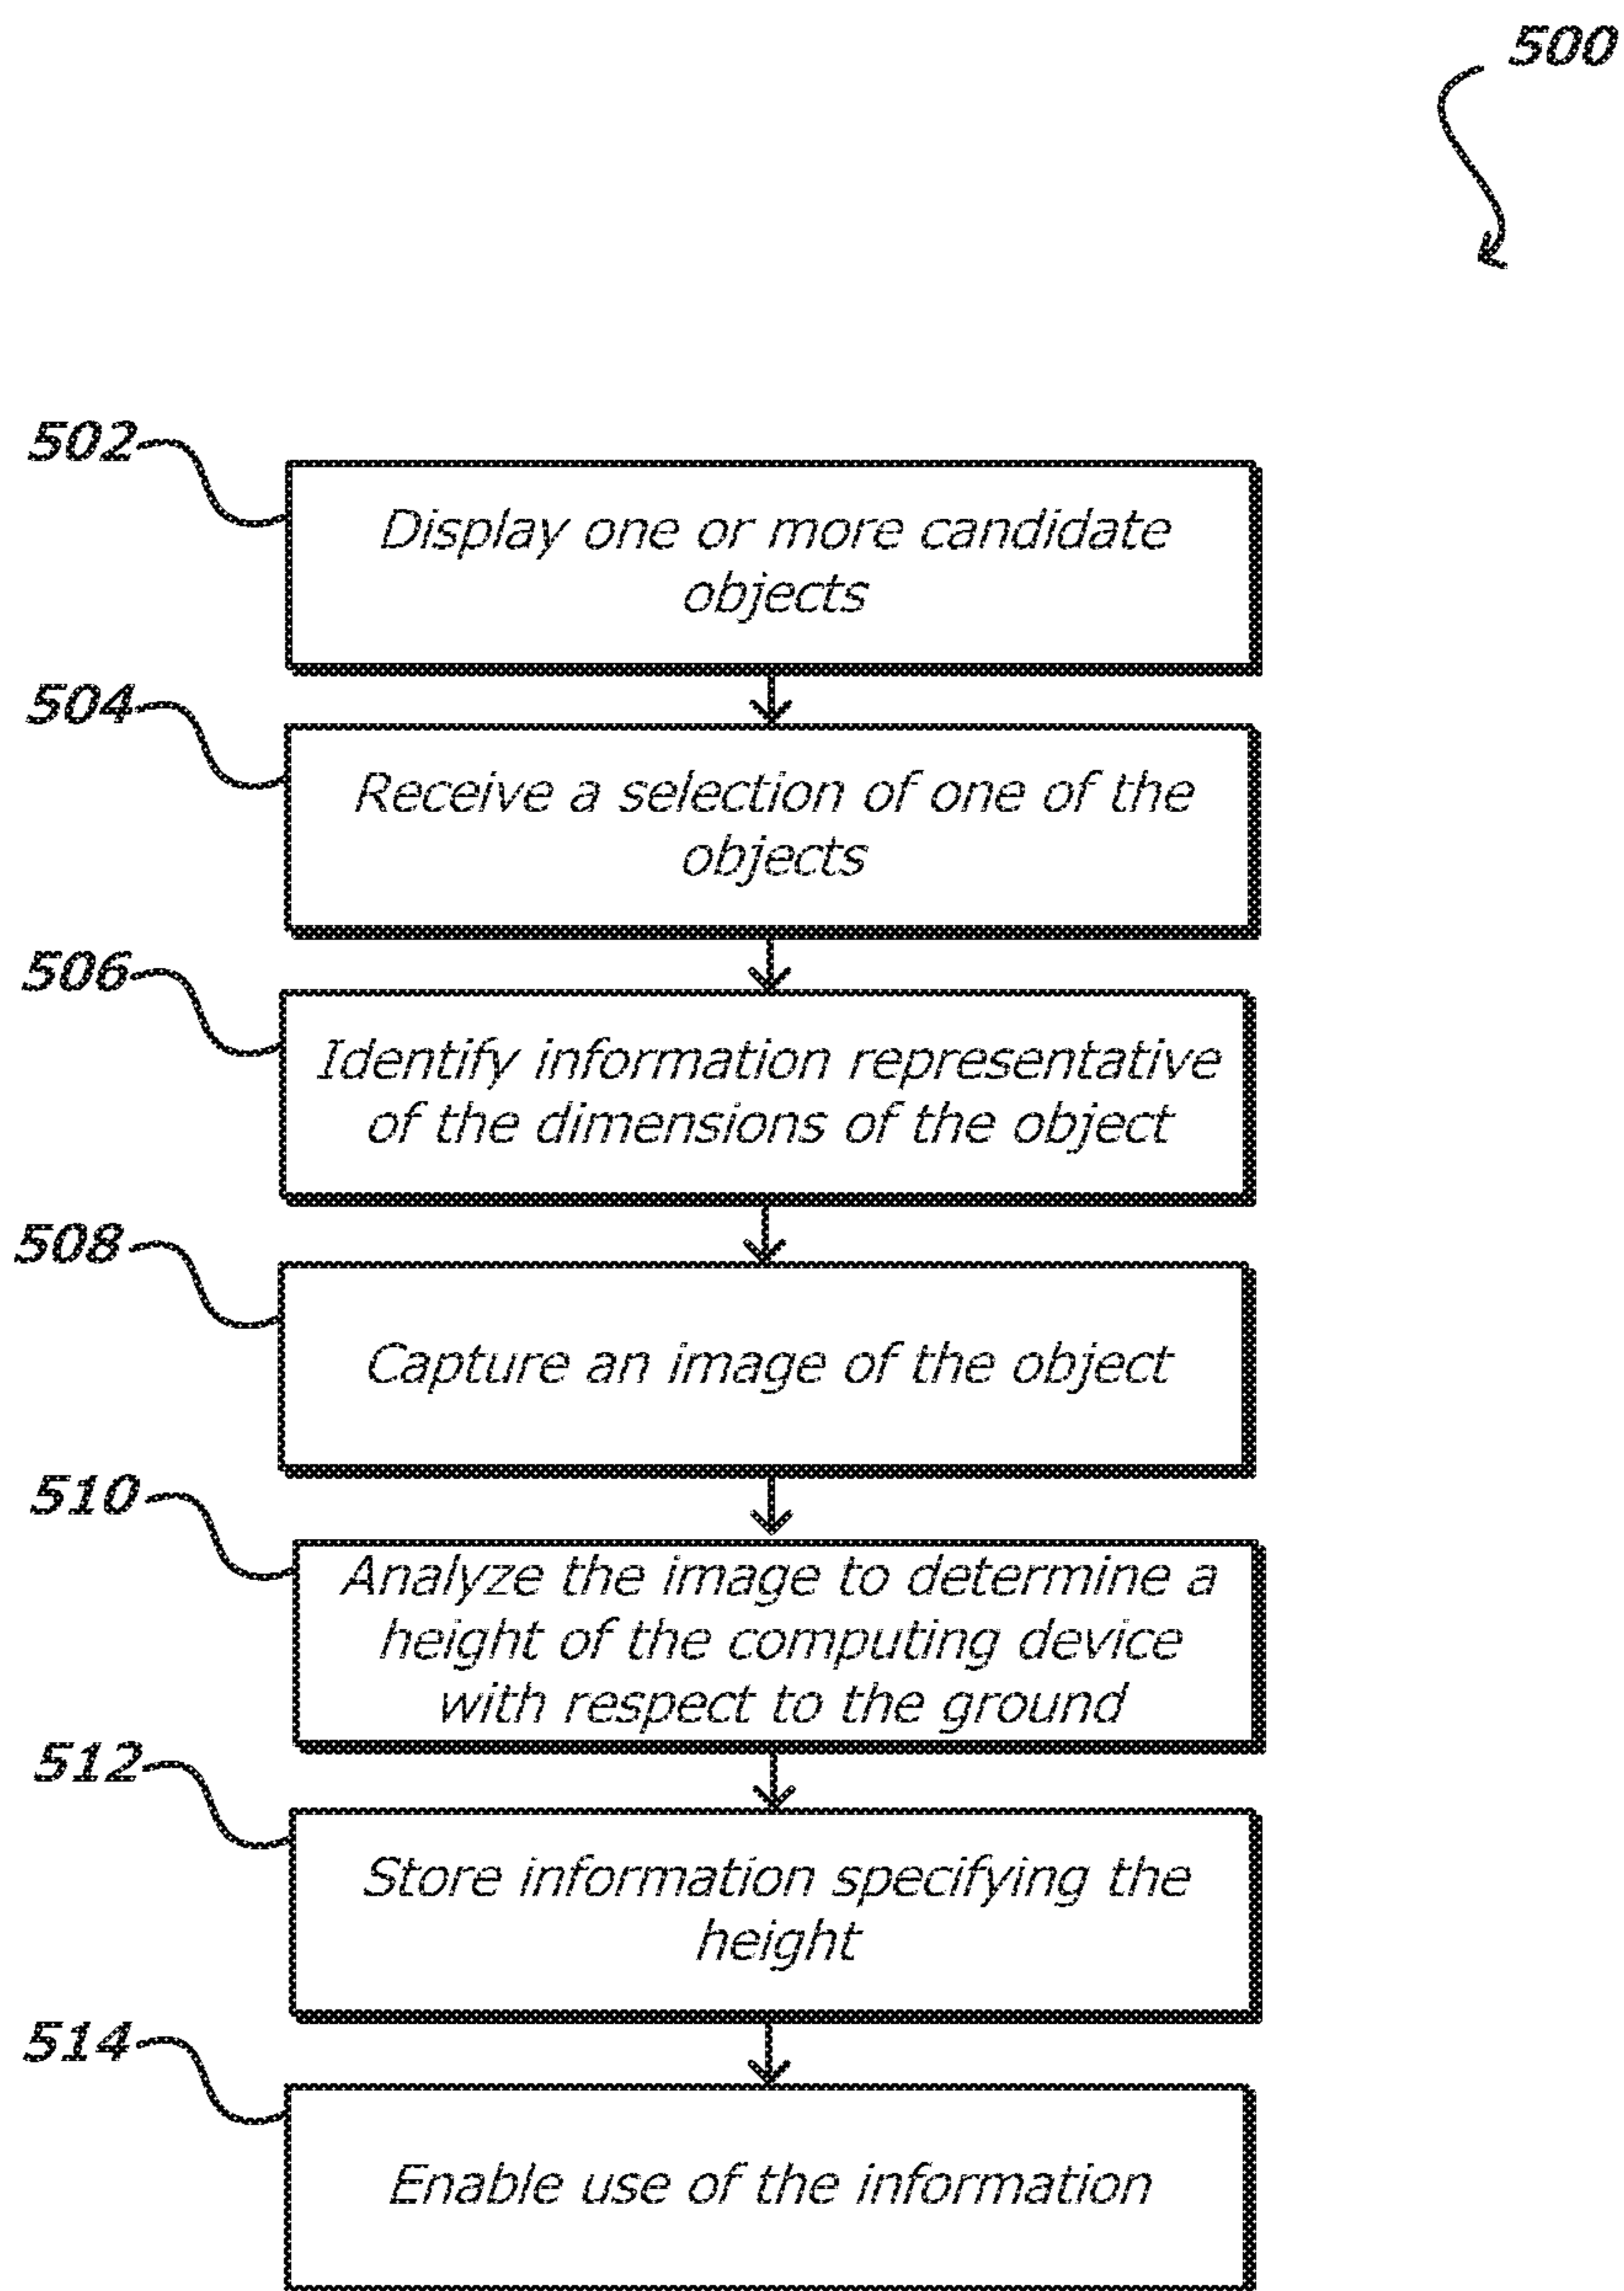 500
502
Display one or more candidate
objects
504
Receive a selection of one of the
objects
506
Identify information representative
of the dimensions of the object
508
Capture an image of the object
510
Analyze the image to determine a
height of the computing device
with respect to the ground
512
Store information specifying the
height
514
Enable use of the information